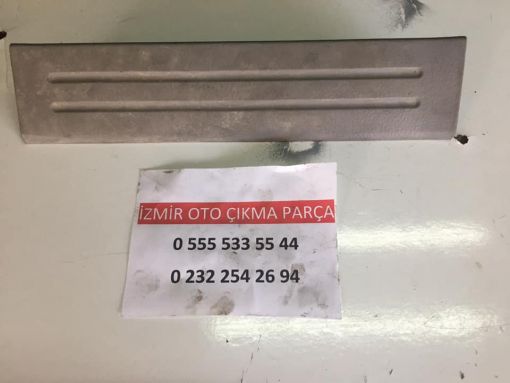 İZMİR OTO ÇIKMA PARÇA
0 555 533 55 44
0 232 254 26 94